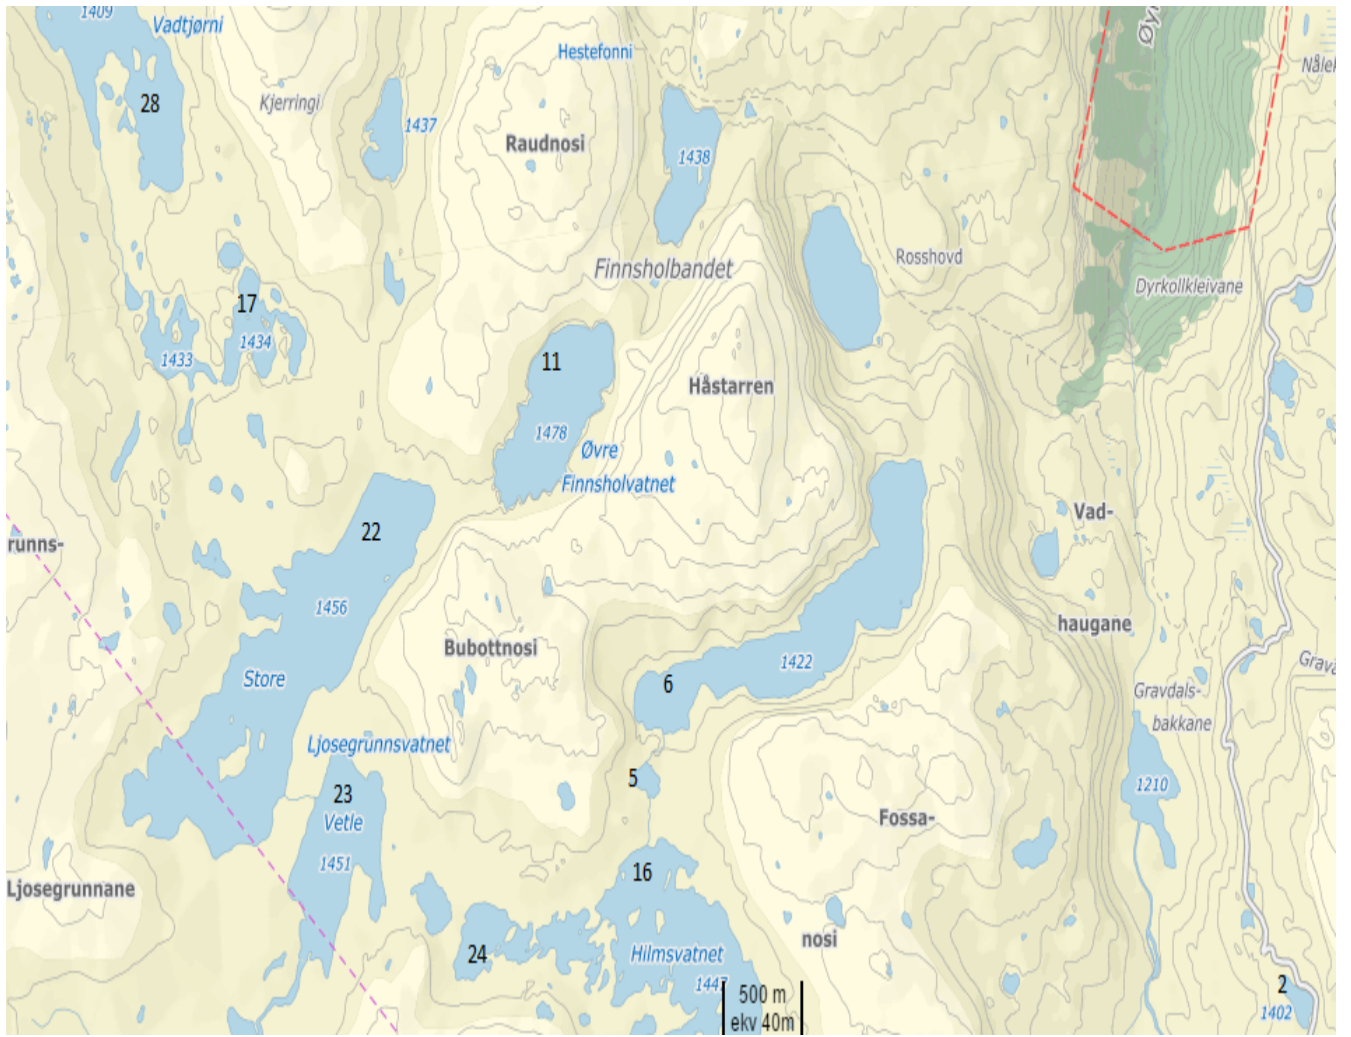 1409
Vadtjørni
Hestefonni
Kjerringi
28
1437
Raudnosi
1438
Finnsholbandet
Rosshovd
Dyrkollkleivane
17
1434
1433
11
Håstarren
1478
Øvre
Finnsholvatnet
22
Vad-
runns-
1456
haugane
Bubottnosi
1422
Store
6
Gravdals-
bakkane
Ljosegrunnsvatnet
5
23
1210
Vetle
Fossa-
1451
16
Ljosegrunnane
nosi
24
Hilmsvatnet
1447
2
500 m
1402
ekv 40m